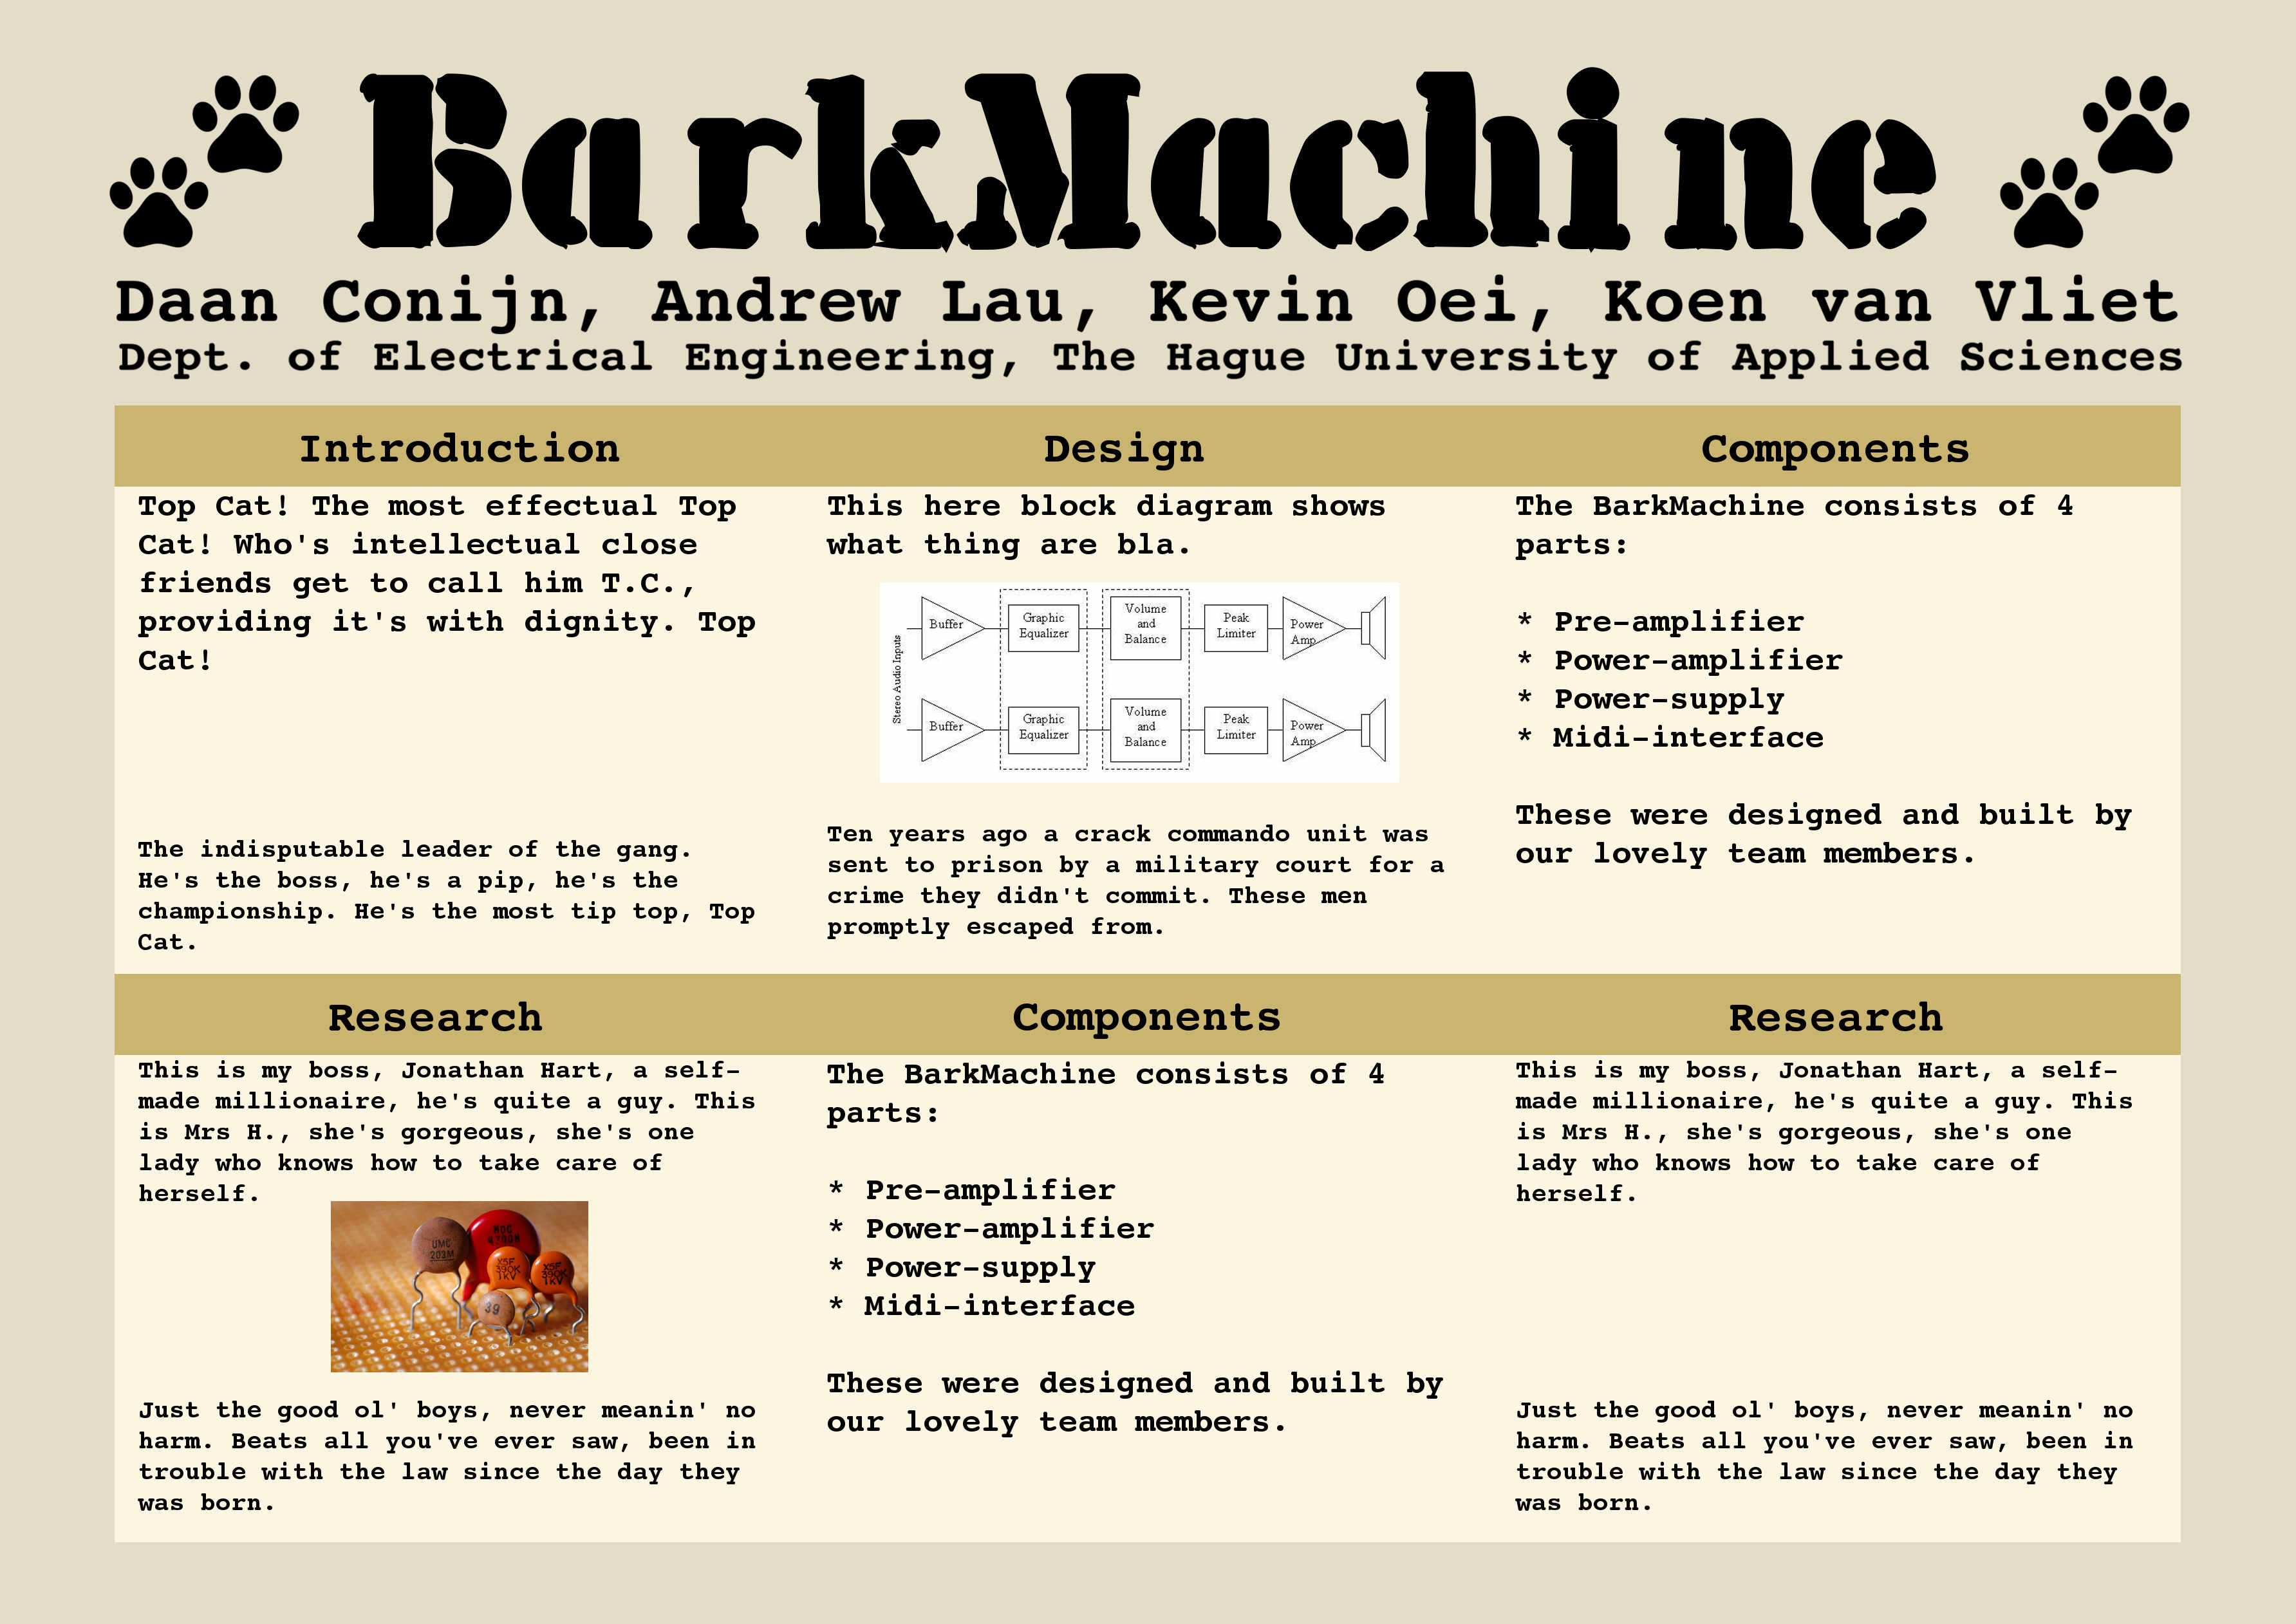 BarkMachine
Daan Conijn, Andrew Lau, Kevin Oei, Koen van Vliet
Dept. of Electrical Engineering, The Hague University of Applied Sciences
Introduction
Top Cat! The most effectual Top
Cat! Who's intellectual close
friends get to call him T.C.,
providing it's with dignity. Top
Cat!
The indisputable leader of the gang.
He's the boss, he's a pip, he's the
championship. He's the most tip top, Top
Cat.
Design
This here block diagram shows
what thing are bla.
Stereo Audio Inputs
Buffer
Graphic
Equalizer
Volume
and
Balance
Peak
Limiter
Power
Amp
Buffer
Graphic
Equalizer
Volume
and
Balance
Peak
Limiter
Power
Amp
Ten years ago a crack commando unit was
sent to prison by a military court for a
crime they didn't commit. These men
promptly escaped from.
Components
The BarkMachine consists of 4
parts:
* Pre-amplifier
* Power-amplifier
* Power-supply
* Midi-interface
These were designed and built by
our lovely team members.
Research
This is my boss, Jonathan Hart, a self-
made millionaire, he's quite a guy. This
is Mrs H., she's gorgeous, she's one
lady who knows how to take care of
herself.
UMC
203M
X5F
390K
1KV
X5F
390K
1KV
39
Just the good ol' boys, never meanin' no
harm. Beats all you've ever saw, been in
trouble with the law since the day they
was born.
Components
The BarkMachine consists of 4
parts:
* Pre-amplifier
* Power-amplifier
* Power-supply
* Midi-interface
These were designed and built by
our lovely team members.
Research
This is my boss, Jonathan Hart, a self-
made millionaire, he's quite a guy. This
is Mrs H., she's gorgeous, she's one
lady who knows how to take care of
herself.
Just the good ol' boys, never meanin' no
harm. Beats all you've ever saw, been in
trouble with the law since the day they
was born.